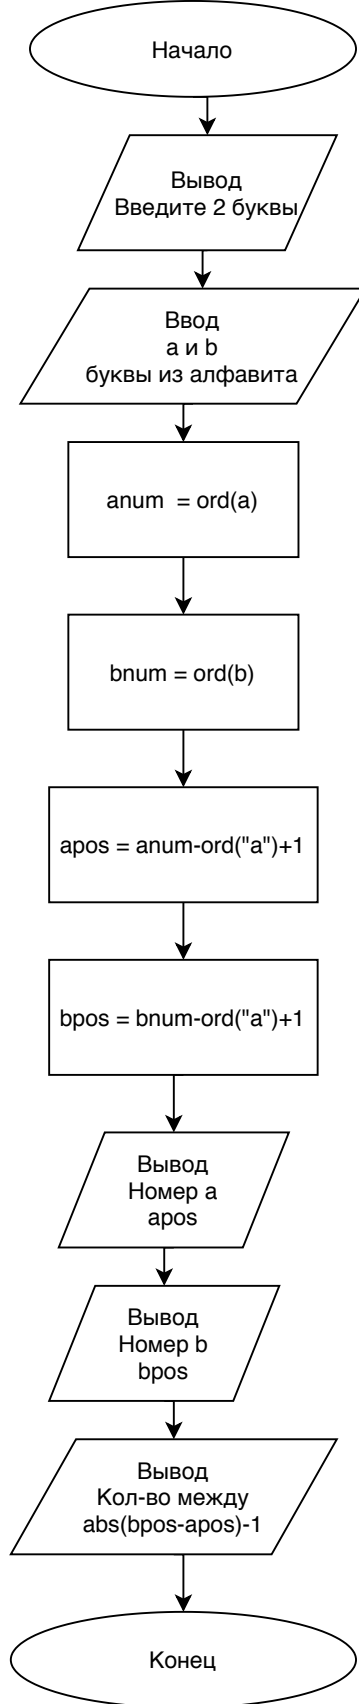 Начало
Вывод
Введите 2 буквы
Ввод
a и b
буквы из алфавита
anum = ord(a)
bnum = ord(b)
apos = anum-ord("a")+1
bpos = bnum-ord("a")+1
Вывод
Номер a
apos
Вывод
Номер b
bpos
Вывод
Кол-во между
abs(bpos-apos)-1
Конец